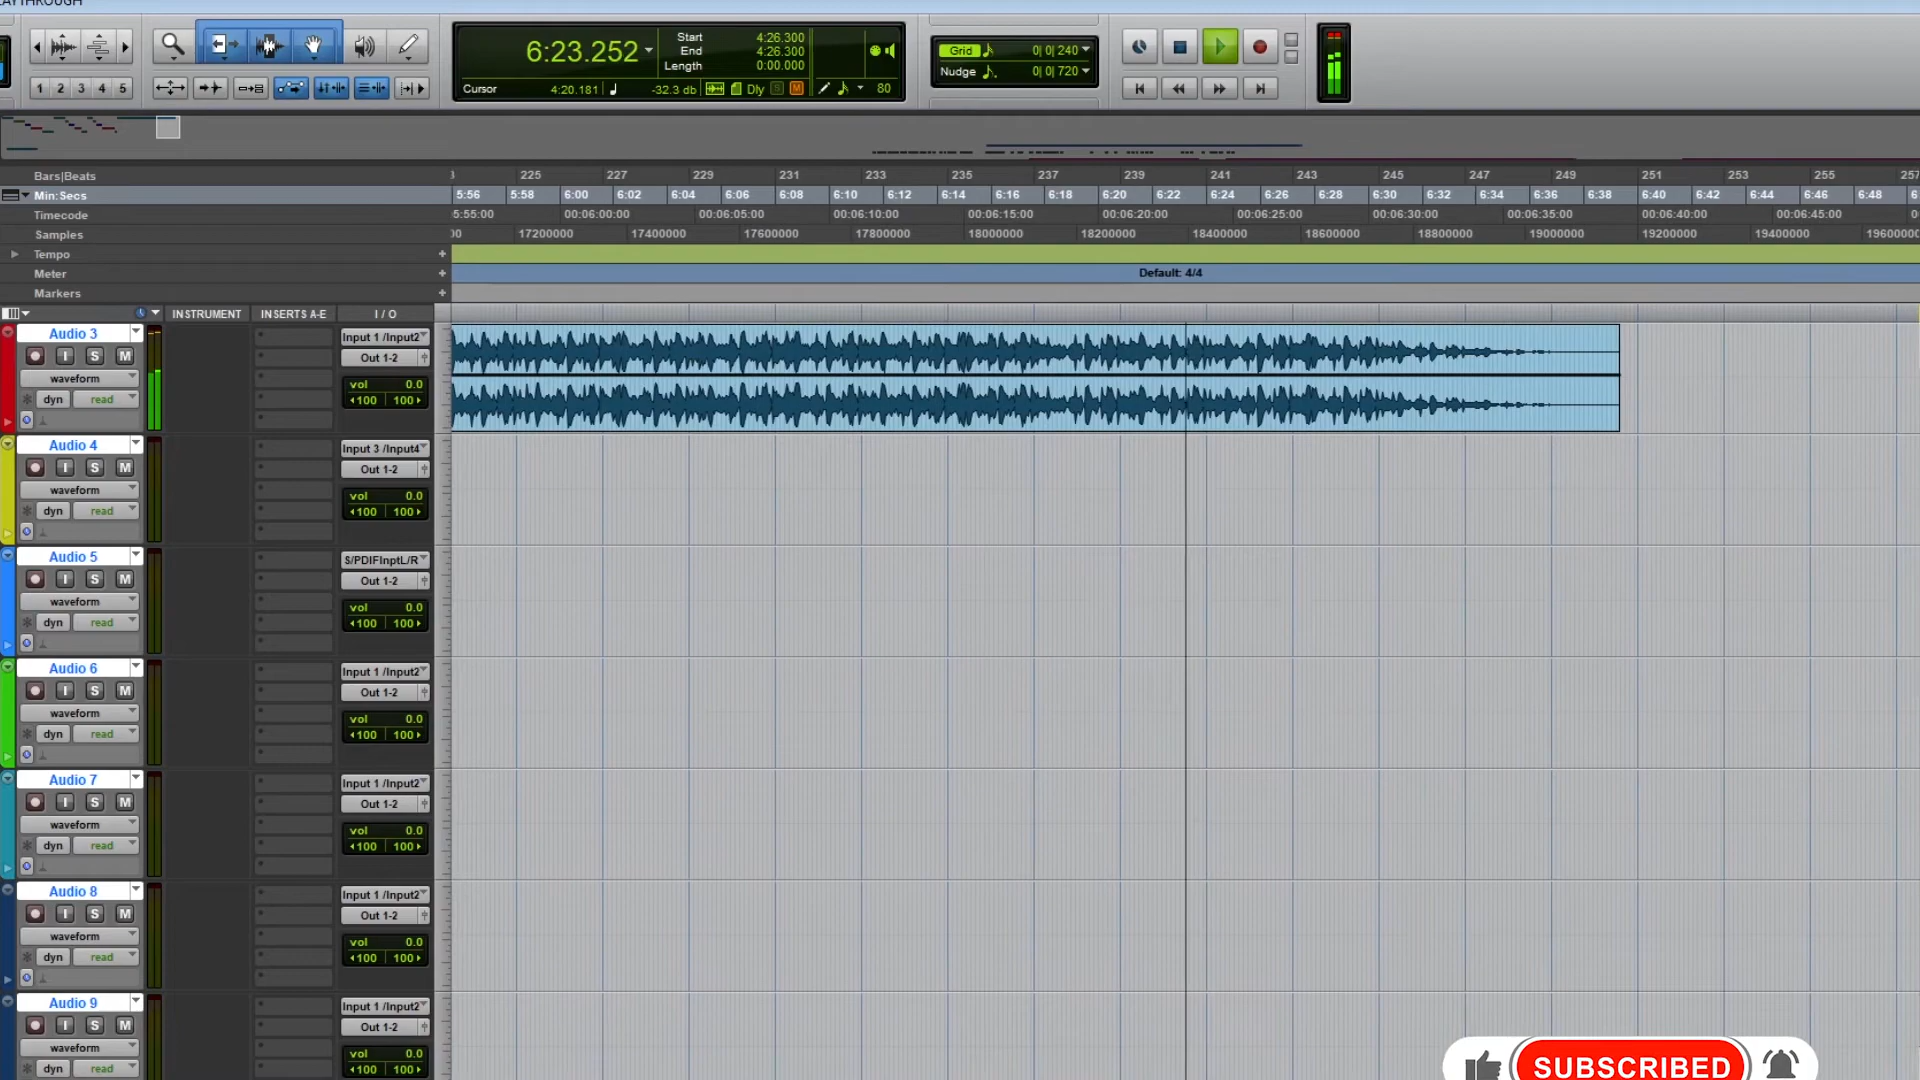 AYTHROUGH
6:23.252
Start 4:26.300
End 4:26.300
Length 0:00.000
Cursor 4:20.181 -32.3 db Dly S M 80
Grid 0| 0| 240
Nudge 0| 0| 720
1 2 3 4 5
Bars|Beats 225 227 229 231 233 235 237 239 241 243 245 247 249 251 253 255 257
Min:Secs 5:56 5:58 6:00 6:02 6:04 6:06 6:08 6:10 6:12 6:14 6:16 6:18 6:20 6:22 6:24 6:26 6:28 6:30 6:32 6:34 6:36 6:38 6:40 6:42 6:44 6:46 6:48
Timecode 5:55:00 00:06:00:00 00:06:05:00 00:06:10:00 00:06:15:00 00:06:20:00 00:06:25:00 00:06:30:00 00:06:35:00 00:06:40:00 00:06:45:00
Samples 17200000 17400000 17600000 17800000 18000000 18200000 18400000 18600000 18800000 19000000 19200000 19400000 1960000
Tempo
Meter Default: 4/4
Markers
INSTRUMENT INSERTS A-E I / O
Audio 3 Input 1 /Input2
I S M Out 1-2
waveform vol 0.0
dyn read 100 100
Audio 4 Input 3 /Input4
I S M Out 1-2
waveform vol 0.0
dyn read 100 100
Audio 5 S/PDIFInptL/R
I S M Out 1-2
waveform vol 0.0
dyn read 100 100
Audio 6 Input 1 /Input2
I S M Out 1-2
waveform vol 0.0
dyn read 100 100
Audio 7 Input 1 /Input2
I S M Out 1-2
waveform vol 0.0
dyn read 100 100
Audio 8 Input 1 /Input2
I S M Out 1-2
waveform vol 0.0
dyn read 100 100
Audio 9 Input 1 /Input2
I S M Out 1-2
waveform vol 0.0
dyn read 100 100
SUBSCRIBED